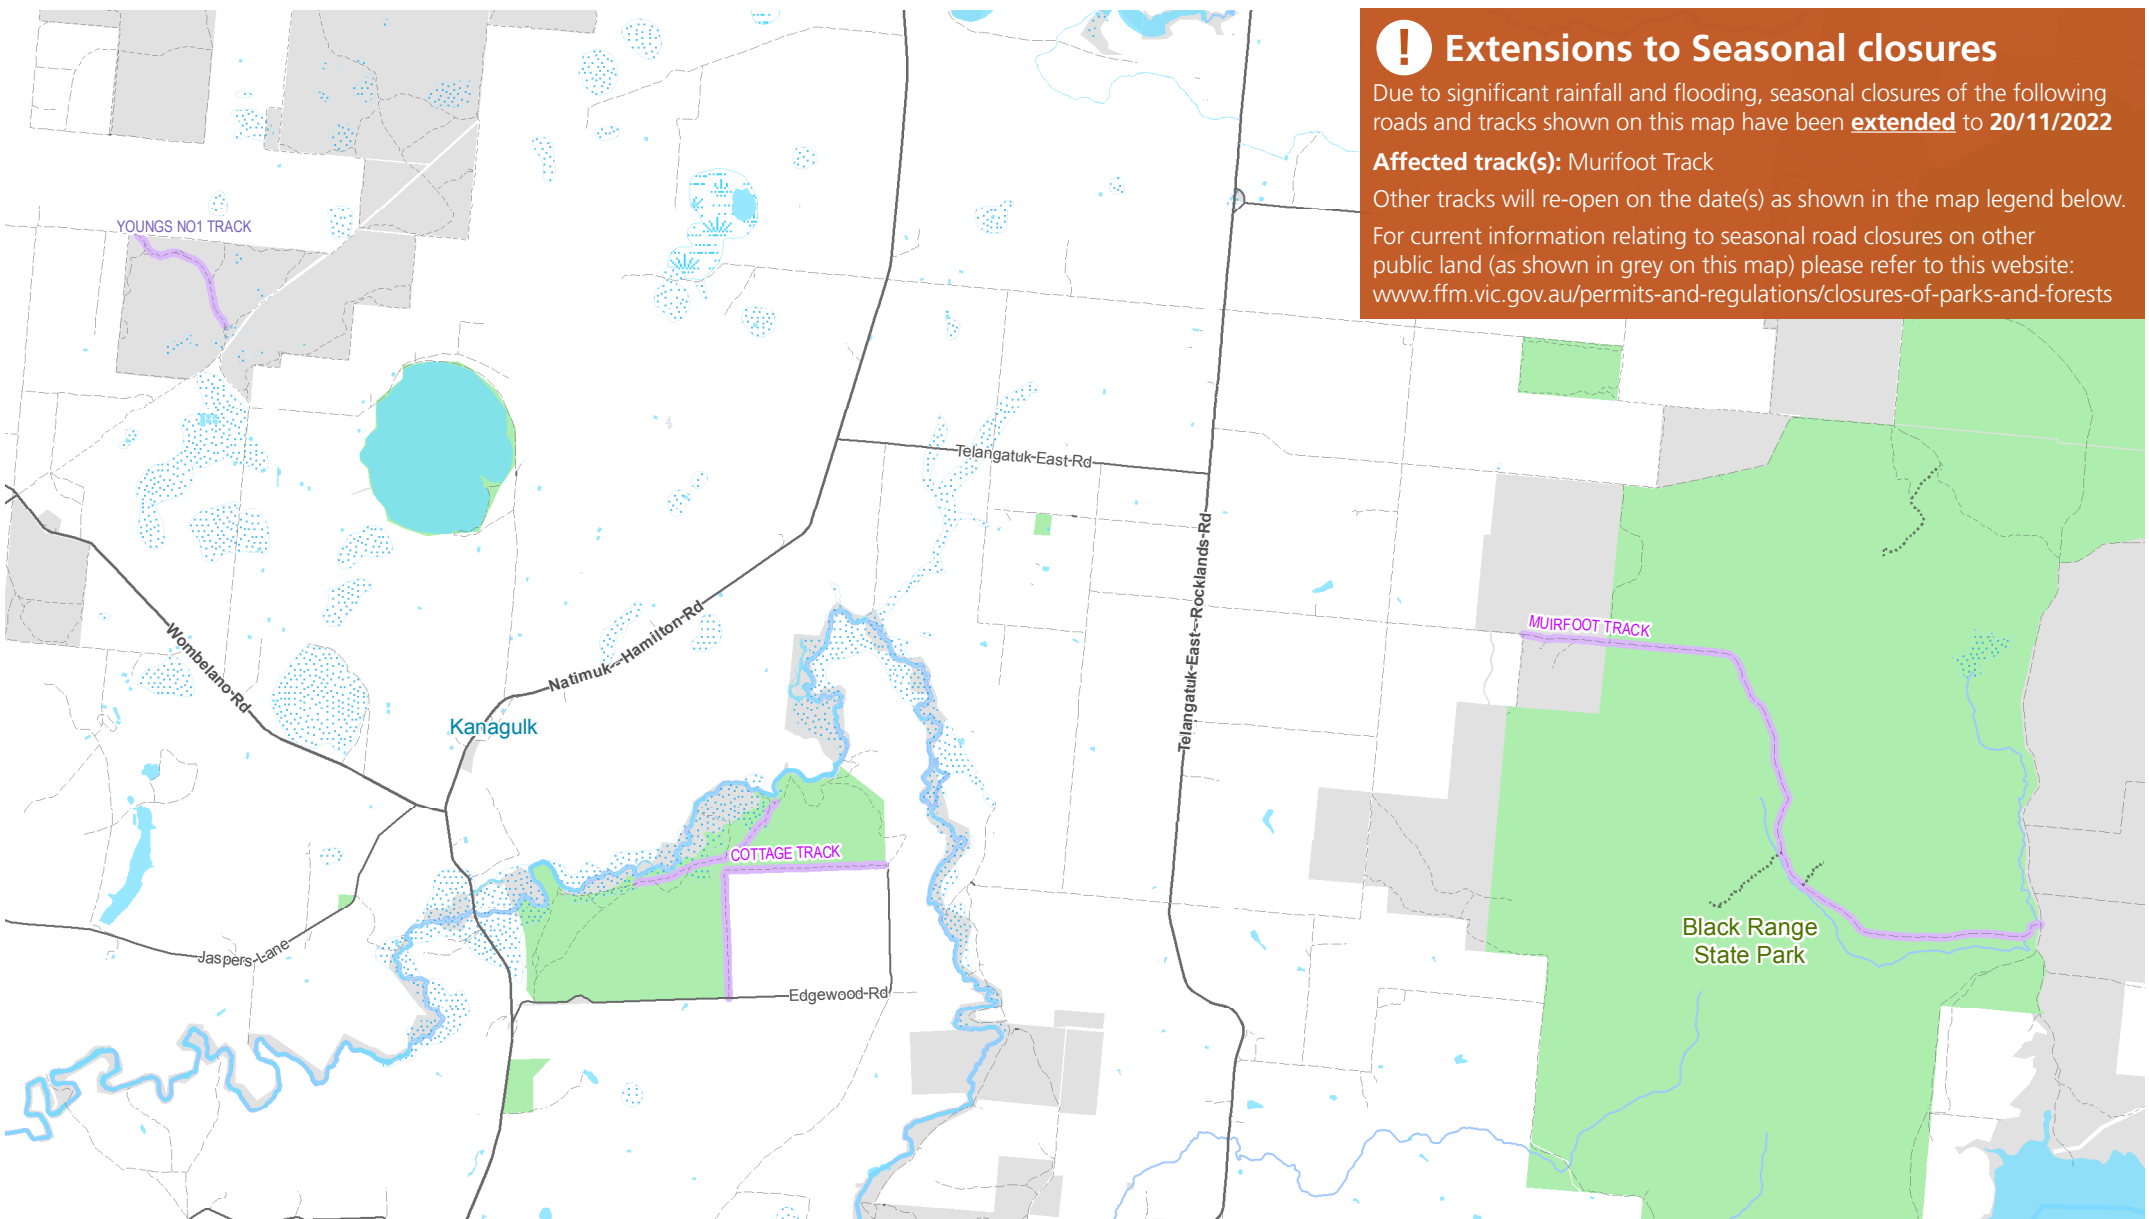 ! Extensions to Seasonal closures
Due to significant rainfall and flooding, seasonal closures of the following
roads and tracks shown on this map have been extended to 20/11/2022
Affected track(s): Murifoot Track
Other tracks will re-open on the date(s) as shown in the map legend below.
For current information relating to seasonal road closures on other
public land (as shown in grey on this map) please refer to this website:
www.ffm.vic.gov.au/permits-and-regulations/closures-of-parks-and-forests
YOUNGS NO1 TRACK
Telangatuk-East-Rd
Telangatuk-East--Rocklands-Rd
Natimuk--Hamilton-Rd
Wombelano-Rd
MUIRFOOT TRACK
Kanagulk
COTTAGE TRACK
Black Range
State Park
Jaspers-Lane
Edgewood-Rd